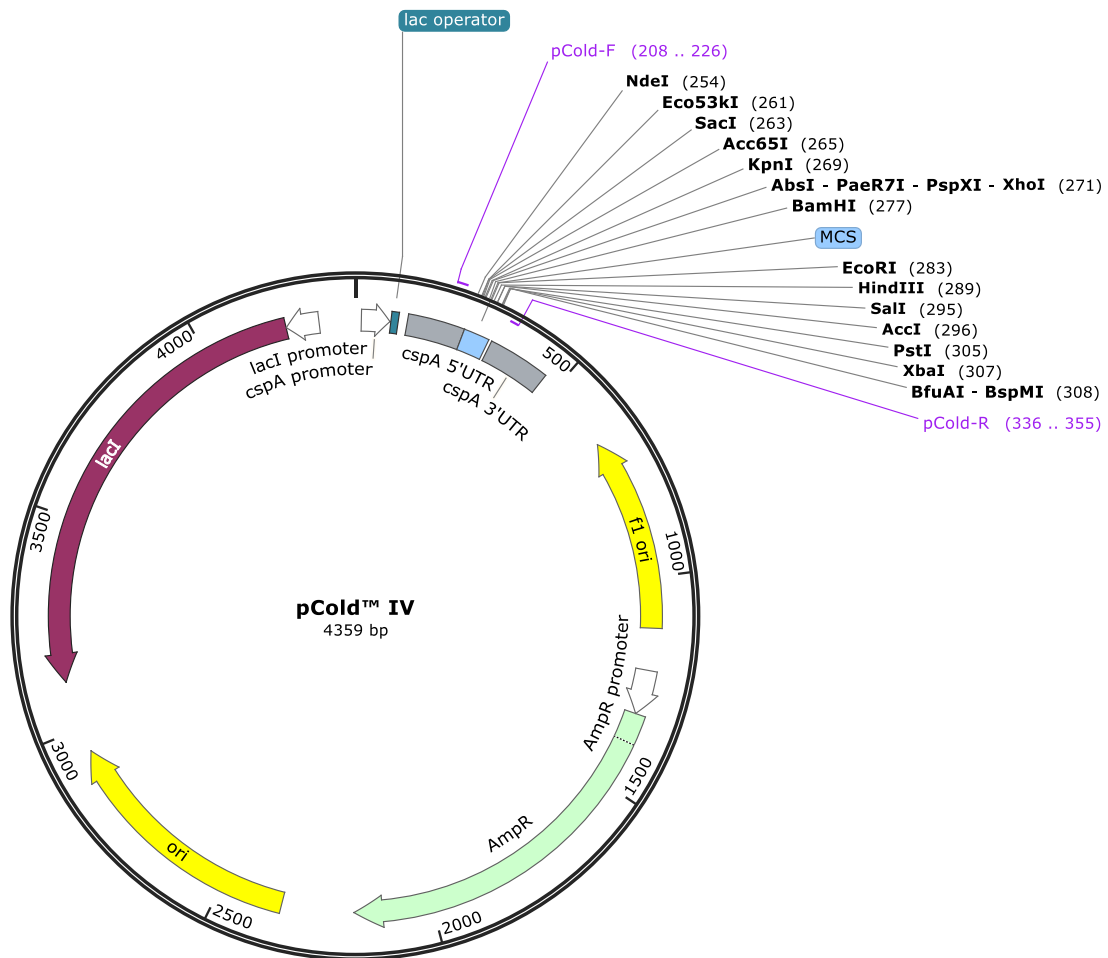 lac operator
pCold-F (208 .. 226)
NdeI (254)
Eco53kI (261)
SacI (263)
Acc65I (265)
KpnI (269)
AbsI - PaeR7I - PspXI - XhoI (271)
BamHI (277)
MCS
EcoRI (283)
HindIII (289)
SalI (295)
AccI (296)
PstI (305)
XbaI (307)
BfuAI - BspMI (308)
pCold-R (336 .. 355)
lacI promoter
cspA promoter
cspA 5'UTR
cspA 3'UTR
500
f1 ori
1000
AmpR promoter
1500
AmpR
2000
2500
ori
3000
3500
lacI
4000
pCold™ IV
4359 bp